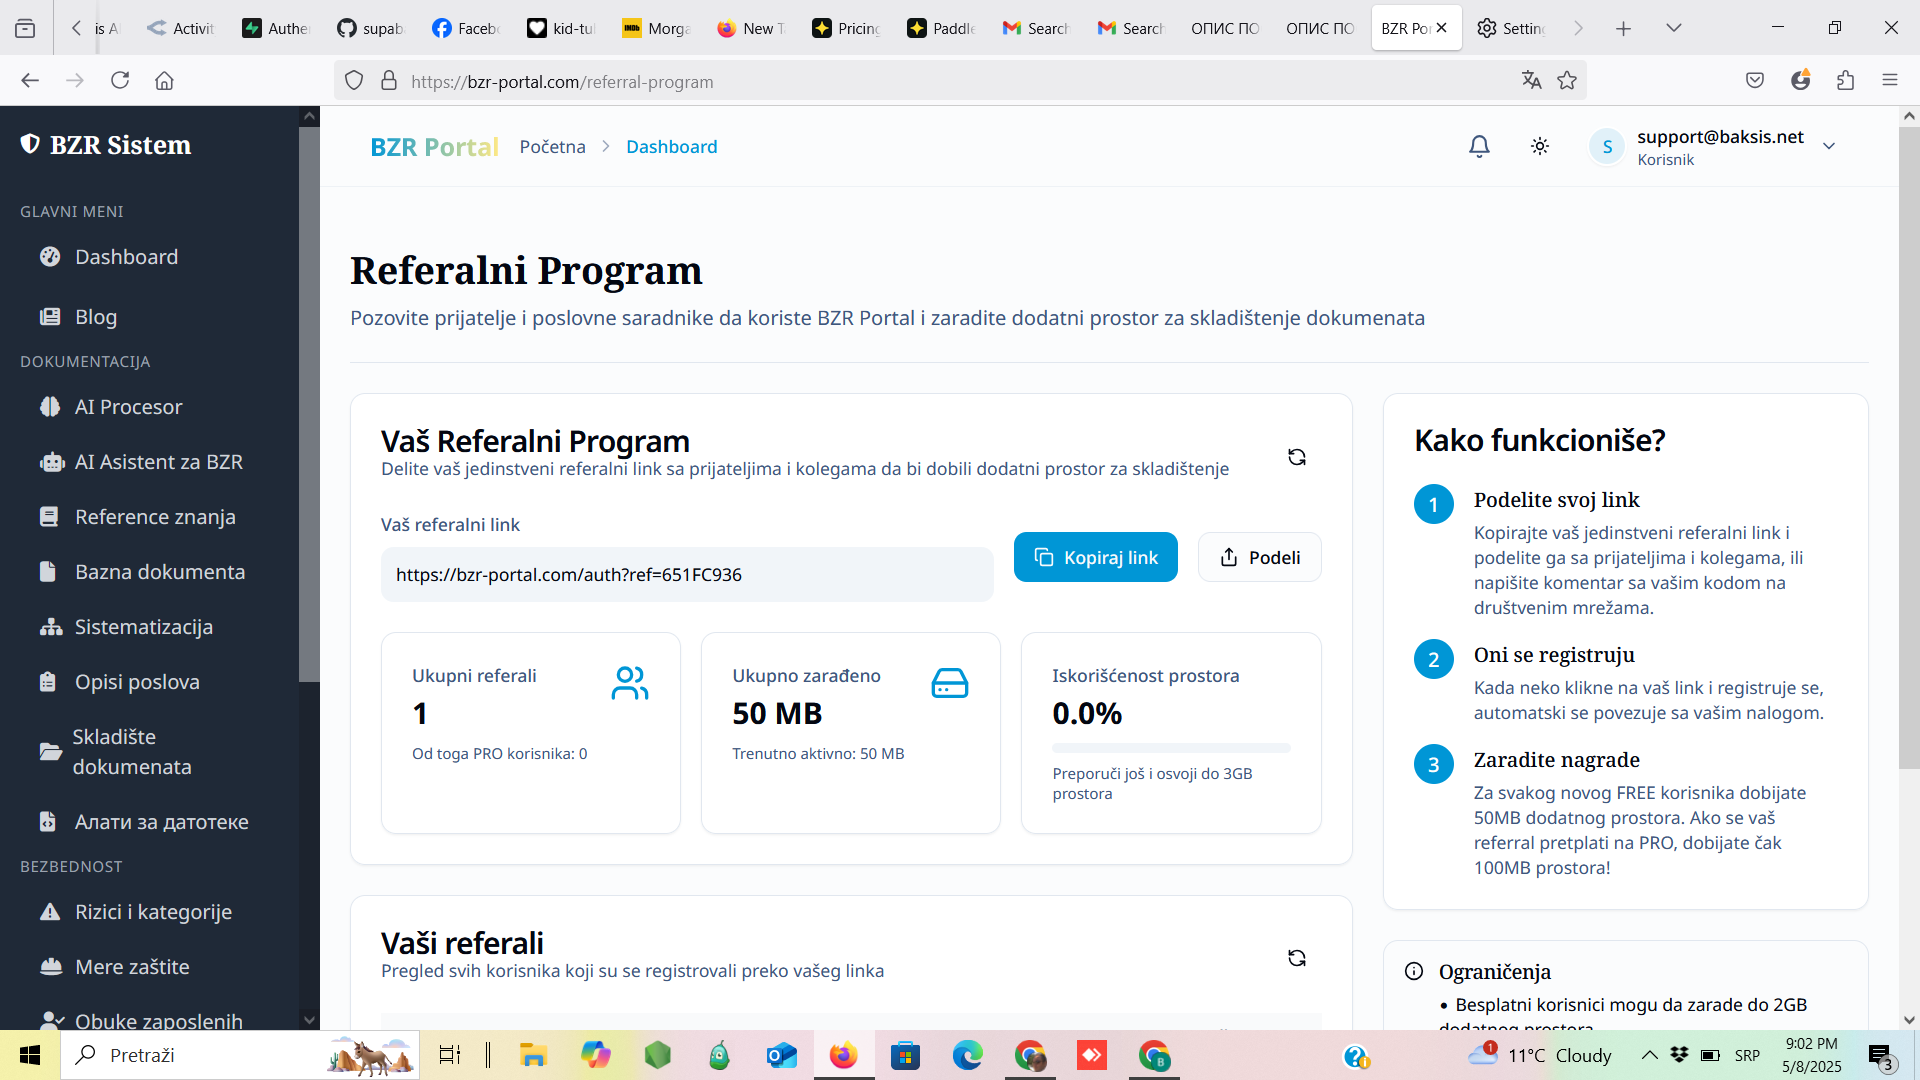 is A
Activit
Authe
supab
Faceb
kid-tu
Morga
New T
Pricing
Paddle
Search
Search
ОПИС ПО
ОПИС ПО
BZR Por
Setting
https://bzr-portal.com/referral-program
BZR Sistem
GLAVNI MENI
Dashboard
Blog
DOKUMENTACIJA
AI Procesor
AI Asistent za BZR
Reference znanja
Bazna dokumenta
Sistematizacija
Opisi poslova
Skladište
dokumenata
Алати за датотеке
BEZBEDNOST
Rizici i kategorije
Mere zaštite
Obuke zaposlenih
BZR Portal
Početna
Dashboard
S
support@baksis.net
Korisnik
Referalni Program
Pozovite prijatelje i poslovne saradnike da koriste BZR Portal i zaradite dodatni prostor za skladištenje dokumenata
Vaš Referalni Program
Delite vaš jedinstveni referalni link sa prijateljima i kolegama da bi dobili dodatni prostor za skladištenje
Vaš referalni link
https://bzr-portal.com/auth?ref=651FC936
Kopiraj link
Podeli
Ukupni referali
1
Od toga PRO korisnika: 0
Ukupno zarađeno
50 MB
Trenutno aktivno: 50 MB
Iskorišćenost prostora
0.0%
Preporuči još i osvoji do 3GB
prostora
Vaši referali
Pregled svih korisnika koji su se registrovali preko vašeg linka
Kako funkcioniše?
1
Podelite svoj link
Kopirajte vaš jedinstveni referalni link i
podelite ga sa prijateljima i kolegama, ili
napišite komentar sa vašim kodom na
društvenim mrežama.
2
Oni se registruju
Kada neko klikne na vaš link i registruje se,
automatski se povezuje sa vašim nalogom.
3
Zaradite nagrade
Za svakog novog FREE korisnika dobijate
50MB dodatnog prostora. Ako se vaš
referral pretplati na PRO, dobijate čak
100MB prostora!
Ograničenja
• Besplatni korisnici mogu da zarade do 2GB
dodatnog prostora
Pretraži
1
11°C Cloudy
SRP
9:02 PM
5/8/2025
3